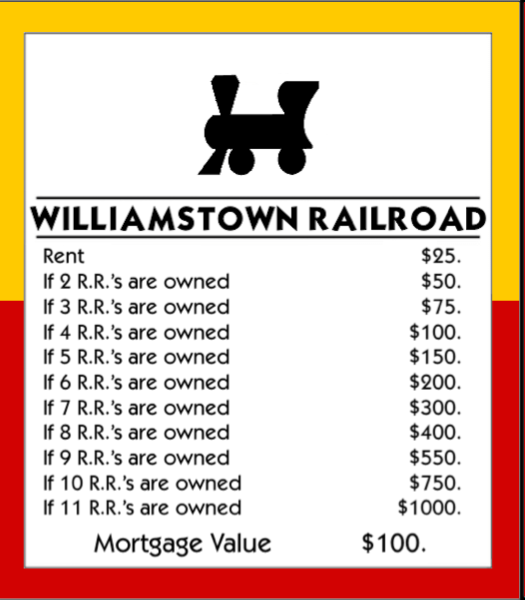 WILLIAMSTOWN RAILROAD
Rent $25.
If 2 R.R.'s are owned $50.
If 3 R.R.'s are owned $75.
If 4 R.R.'s are owned $100.
If 5 R.R.'s are owned $150.
If 6 R.R.'s are owned $200.
If 7 R.R.'s are owned $300.
If 8 R.R.'s are owned $400.
If 9 R.R.'s are owned $550.
If 10 R.R.'s are owned $750.
If 11 R.R.'s are owned $1000.
Mortgage Value $100.